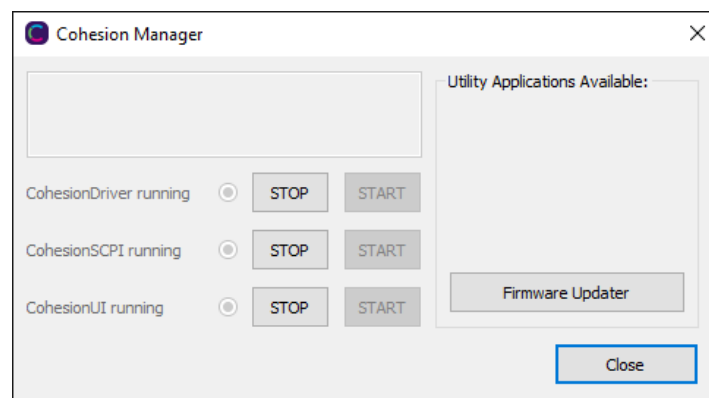 Cohesion Manager
Utility Applications Available:
CohesionDriver running STOP START
CohesionSCPI running STOP START
CohesionUI running STOP START
Firmware Updater
Close